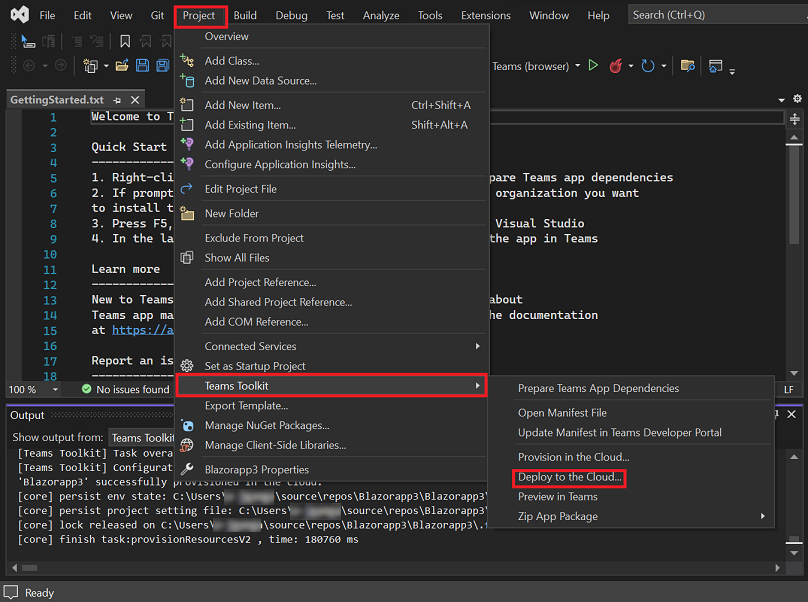 File Edit View Git Project Build Debug Test Analyze Tools Extensions Window Help Search (Ctrl+Q)
Overview
Add Class...
Teams (browser)
Add New Data Source...
GettingStarted.txt
Add New Item... Ctrl+Shift+A
1 Welcome to T
Add Existing Item... Shift+Alt+A
2
3 Quick Start
Add Application Insights Telemetry...
4 ------------
Configure Application Insights...
5 1. Right-cli pare Teams app dependencies
Edit Project File
6 2. If prompt organization you want
7 to install t
New Folder
8 3. Press F5, Visual Studio
9 4. In the la the app in Teams
Exclude From Project
10
Show All Files
11 Learn more
12 ------------
Add Project Reference...
13 New to Teams about
Add Shared Project Reference...
14 Teams app ma he documentation
Add COM Reference...
15 at https://a
16
Connected Services
17 Report an is
Set as Startup Project
18 ------------
Teams Toolkit
100 % No issues found LF
Export Template...
Manage NuGet Packages...
Manage Client-Side Libraries...
Blazorapp3 Properties
Prepare Teams App Dependencies
Open Manifest File
Update Manifest in Teams Developer Portal
Provision in the Cloud...
Deploy to the Cloud...
Preview in Teams
Zip App Package
Output
Show output from: Teams Toolkit
[Teams Toolkit] Task overa
[Teams Toolkit] Configurat
'Blazorapp3' successfully provisioned in the cloud.
[core] persist env state: C:\Users\ \source\repos\Blazorapp3\Blazorapp3\
[core] persist project setting file: C:\Users\ \source\repos\Blazorapp3\
[core] lock released on C:\Users\ \source\repos\Blazorapp3\Blazorapp3\.
[core] finish task:provisionResourcesV2 , time: 180760 ms
Ready